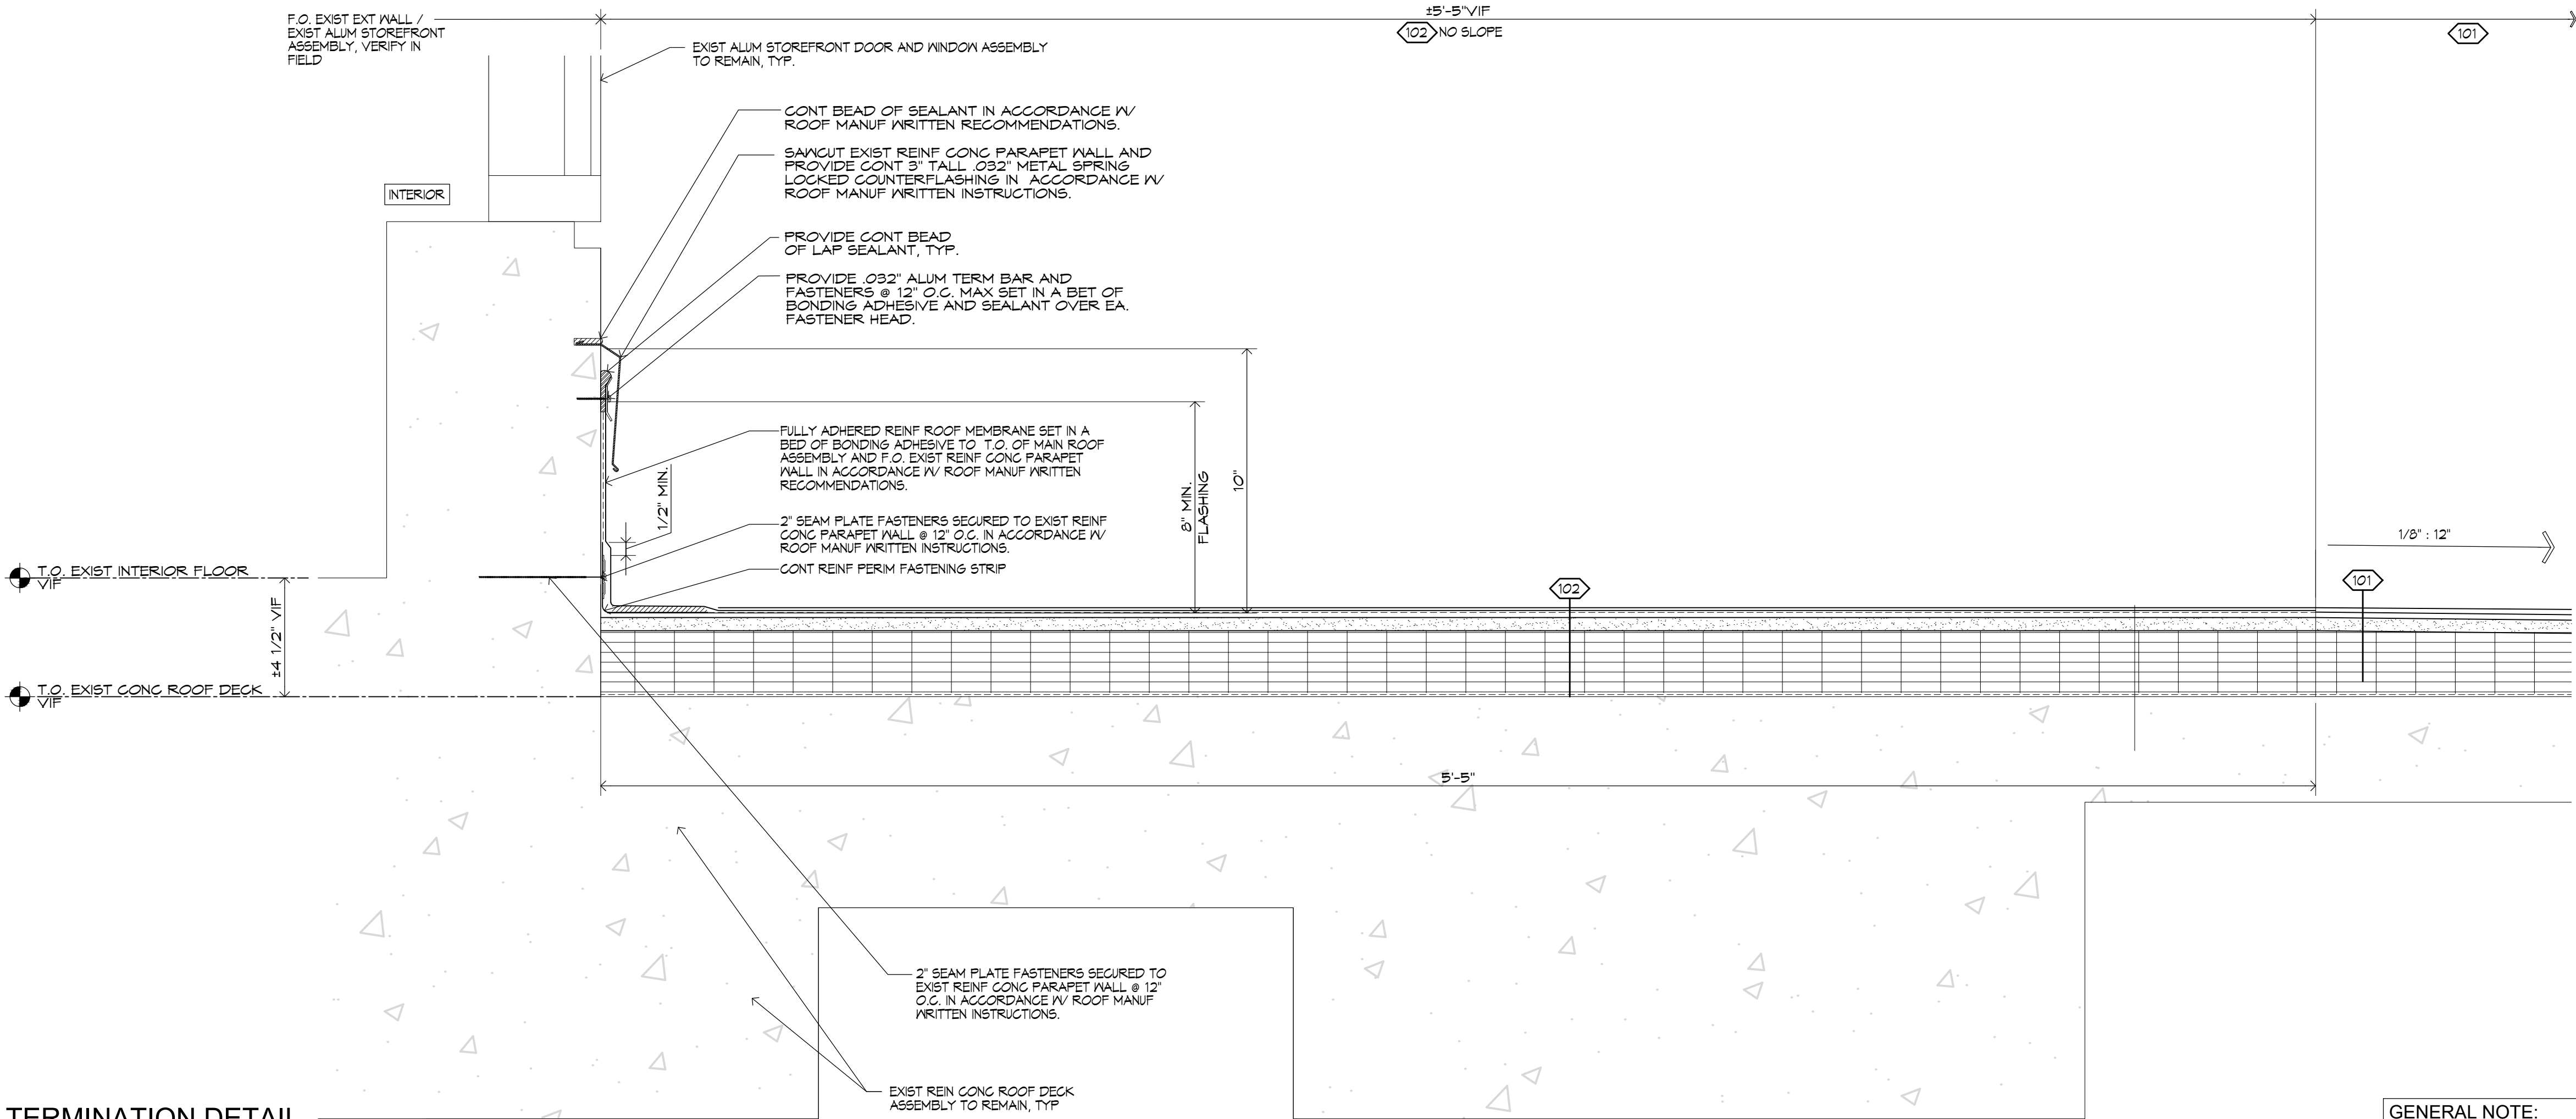 F.O. EXIST EXT WALL /
EXIST ALUM STOREFRONT
ASSEMBLY, VERIFY IN
FIELD
±5'-5"VIF
102 NO SLOPE
101
EXIST ALUM STOREFRONT DOOR AND WINDOW ASSEMBLY
TO REMAIN, TYP.
CONT BEAD OF SEALANT IN ACCORDANCE W/
ROOF MANUF WRITTEN RECOMMENDATIONS.
SAWCUT EXIST REINF CONC PARAPET WALL AND
PROVIDE CONT 3" TALL .032" METAL SPRING
LOCKED COUNTERFLASHING IN ACCORDANCE W/
ROOF MANUF WRITTEN INSTRUCTIONS.
INTERIOR
PROVIDE CONT BEAD
OF LAP SEALANT, TYP.
PROVIDE .032" ALUM TERM BAR AND
FASTENERS @ 12" O.C. MAX SET IN A BET OF
BONDING ADHESIVE AND SEALANT OVER EA.
FASTENER HEAD.
FULLY ADHERED REINF ROOF MEMBRANE SET IN A
BED OF BONDING ADHESIVE TO T.O. OF MAIN ROOF
ASSEMBLY AND F.O. EXIST REINF CONC PARAPET
WALL IN ACCORDANCE W/ ROOF MANUF WRITTEN
RECOMMENDATIONS.
1/2" MIN.
8" MIN.
FLASHING
10"
2" SEAM PLATE FASTENERS SECURED TO EXIST REINF
CONC PARAPET WALL @ 12" O.C. IN ACCORDANCE W/
ROOF MANUF WRITTEN INSTRUCTIONS.
CONT REINF PERIM FASTENING STRIP
1/8" : 12"
T.O. EXIST INTERIOR FLOOR
VIF
102
101
±4 1/2" VIF
T.O. EXIST CONC ROOF DECK
VIF
5'-5"
2" SEAM PLATE FASTENERS SECURED TO
EXIST REINF CONC PARAPET WALL @ 12"
O.C. IN ACCORDANCE W/ ROOF MANUF
WRITTEN INSTRUCTIONS.
EXIST REIN CONC ROOF DECK
ASSEMBLY TO REMAIN, TYP
TERMINATION DETAIL
GENERAL NOTE: